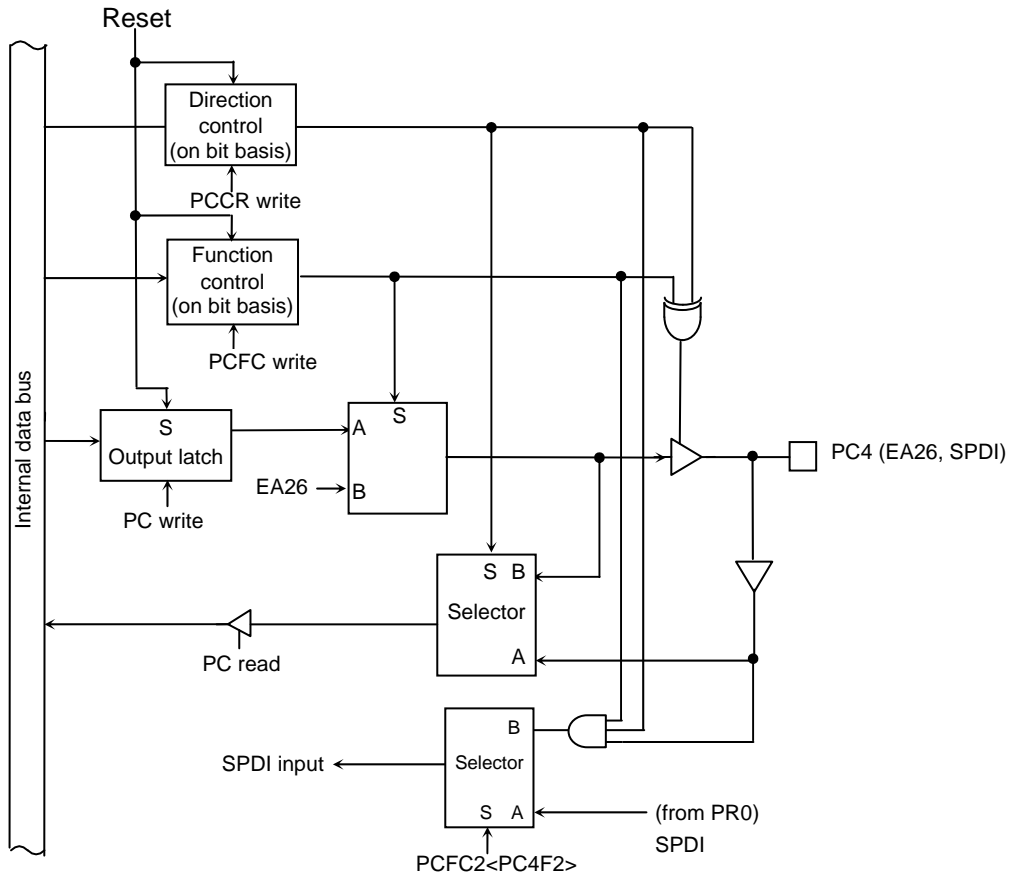 Reset
Direction
control
(on bit basis)
PCCR write
Function
control
(on bit basis)
PCFC write
Internal data bus
S
Output latch
PC write
A
S
EA26
B
PC4 (EA26, SPDI)
S B
Selector
A
PC read
B
SPDI input
Selector
S A
(from PR0)
SPDI
PCFC2<PC4F2>